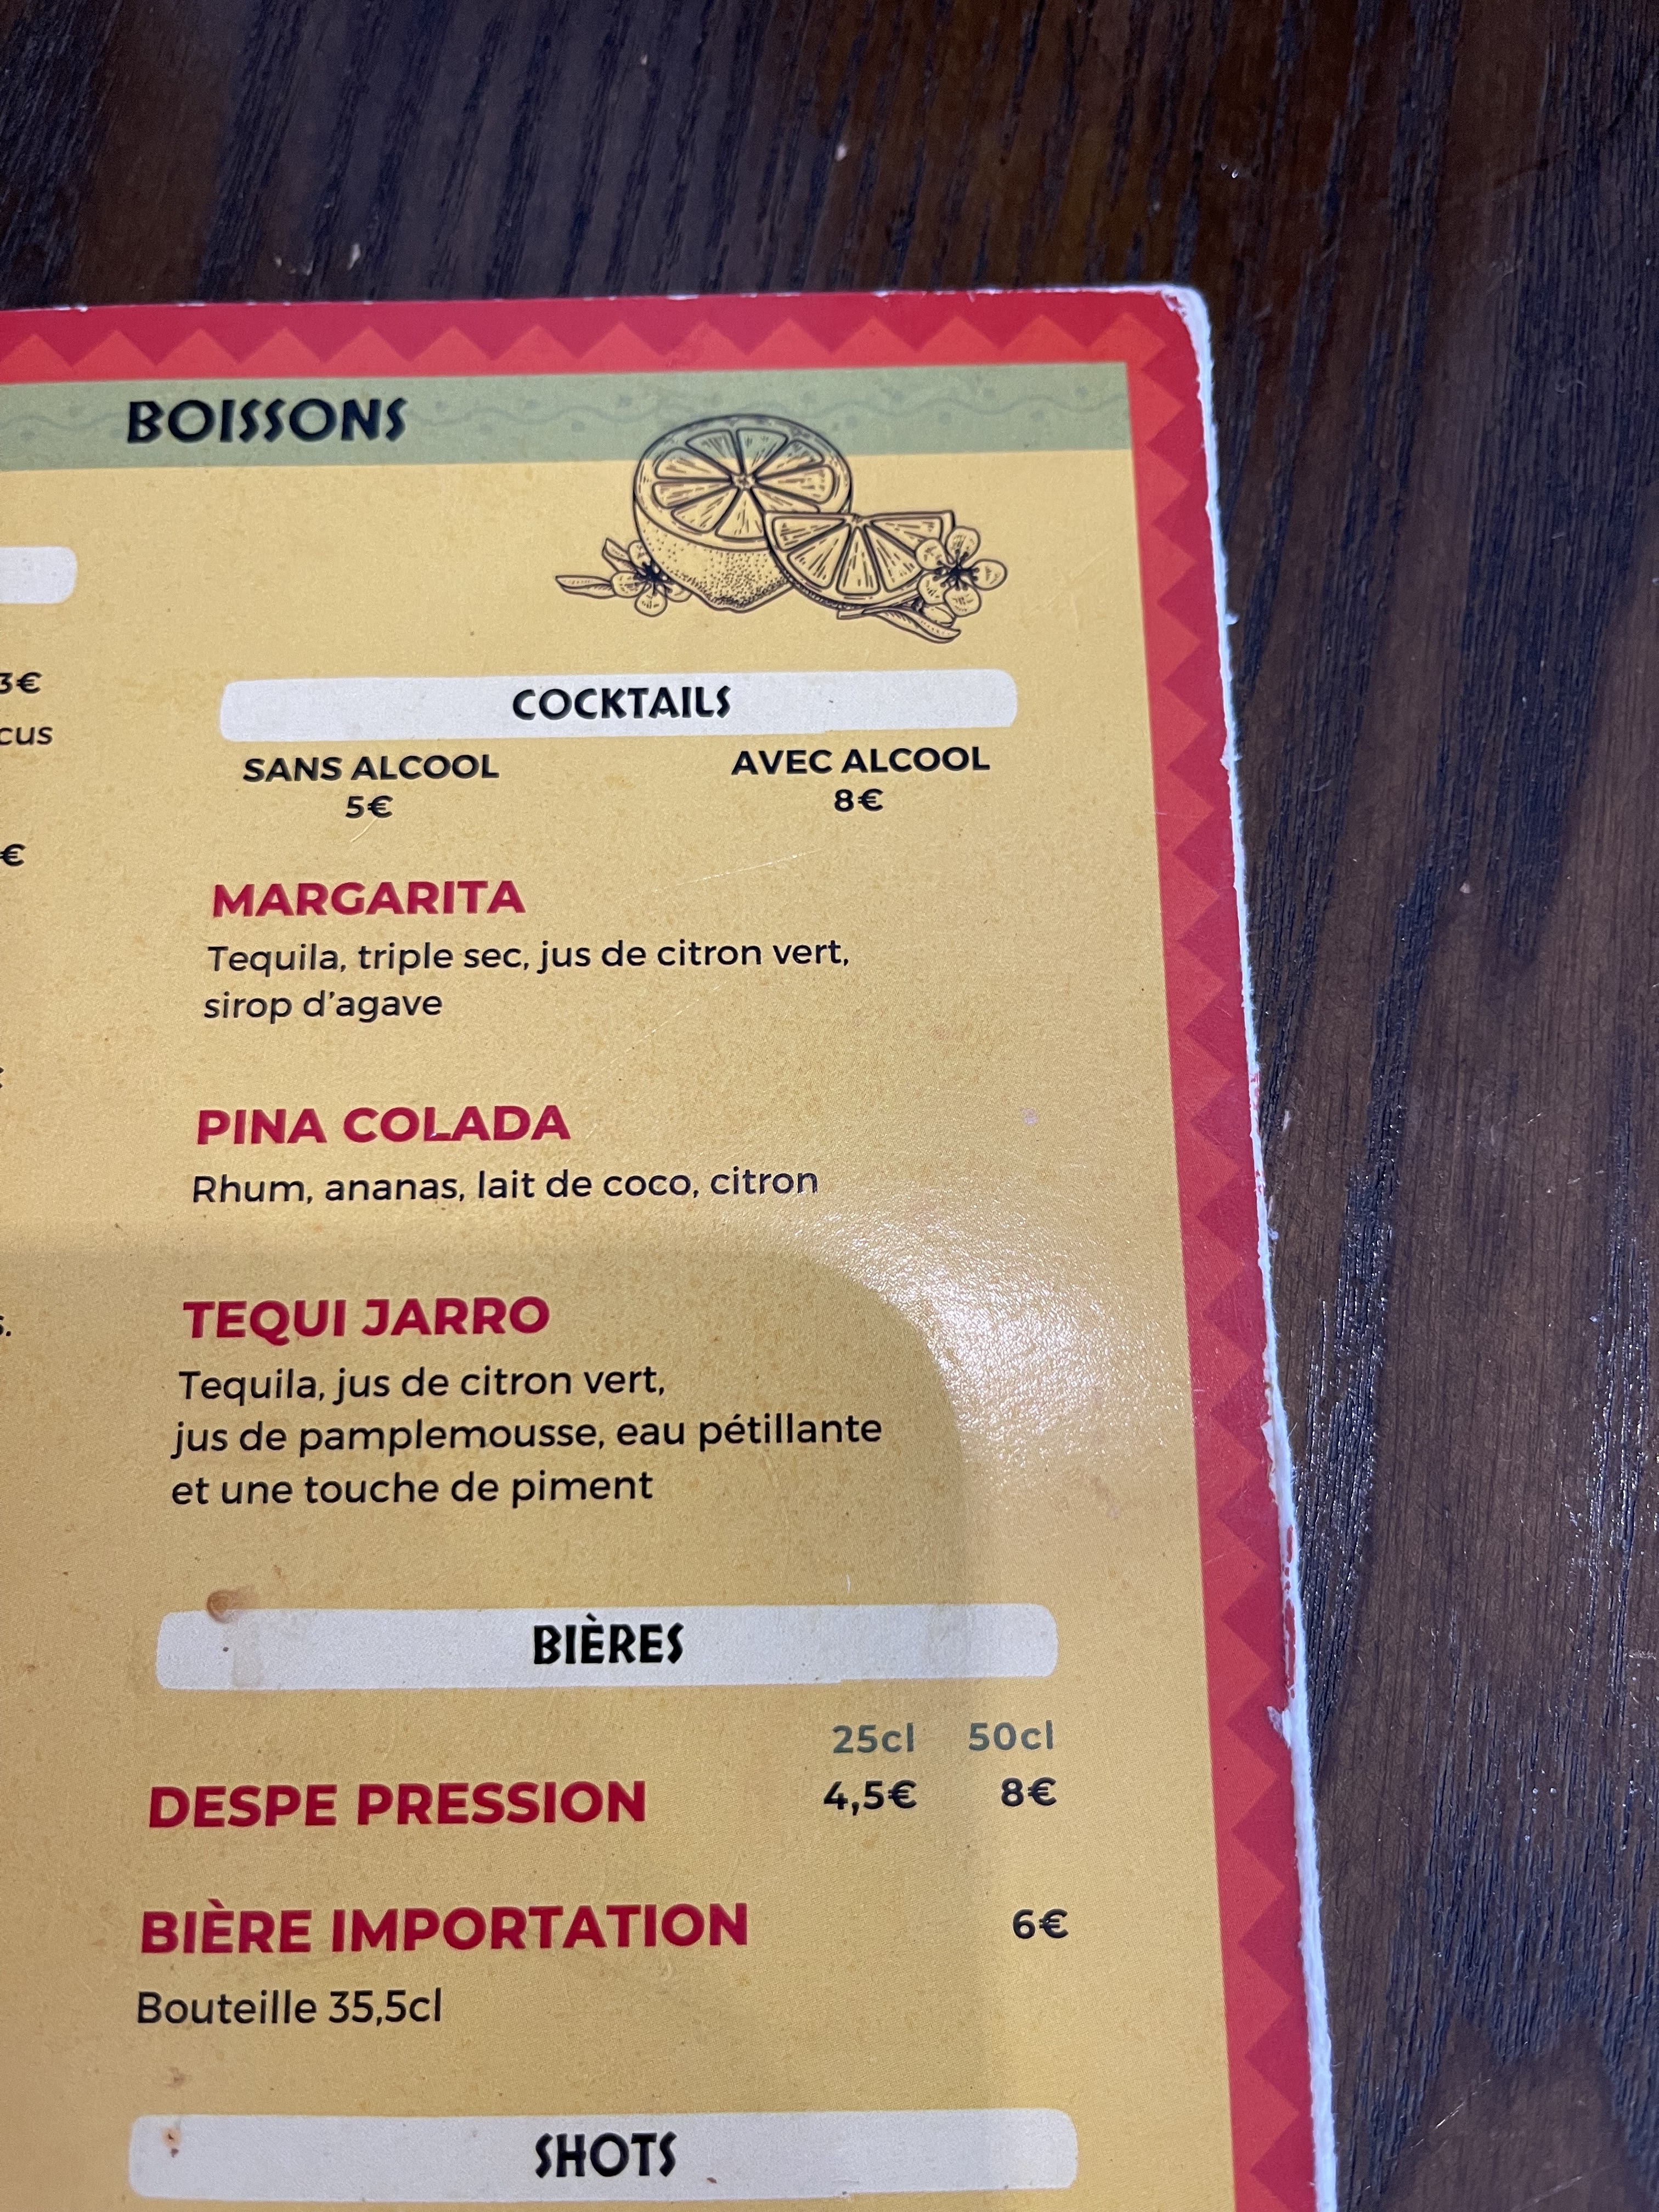 BOISSONS
3€
cus
€
COCKTAILS
SANS ALCOOL AVEC ALCOOL
5€ 8€
MARGARITA
Tequila, triple sec, jus de citron vert,
sirop d'agave
PINA COLADA
Rhum, ananas, lait de coco, citron
TEQUI JARRO
Tequila, jus de citron vert,
jus de pamplemousse, eau pétillante
et une touche de piment
BIÈRES
25cl 50cl
DESPE PRESSION 4,5€ 8€
BIÈRE IMPORTATION 6€
Bouteille 35,5cl
SHOTS